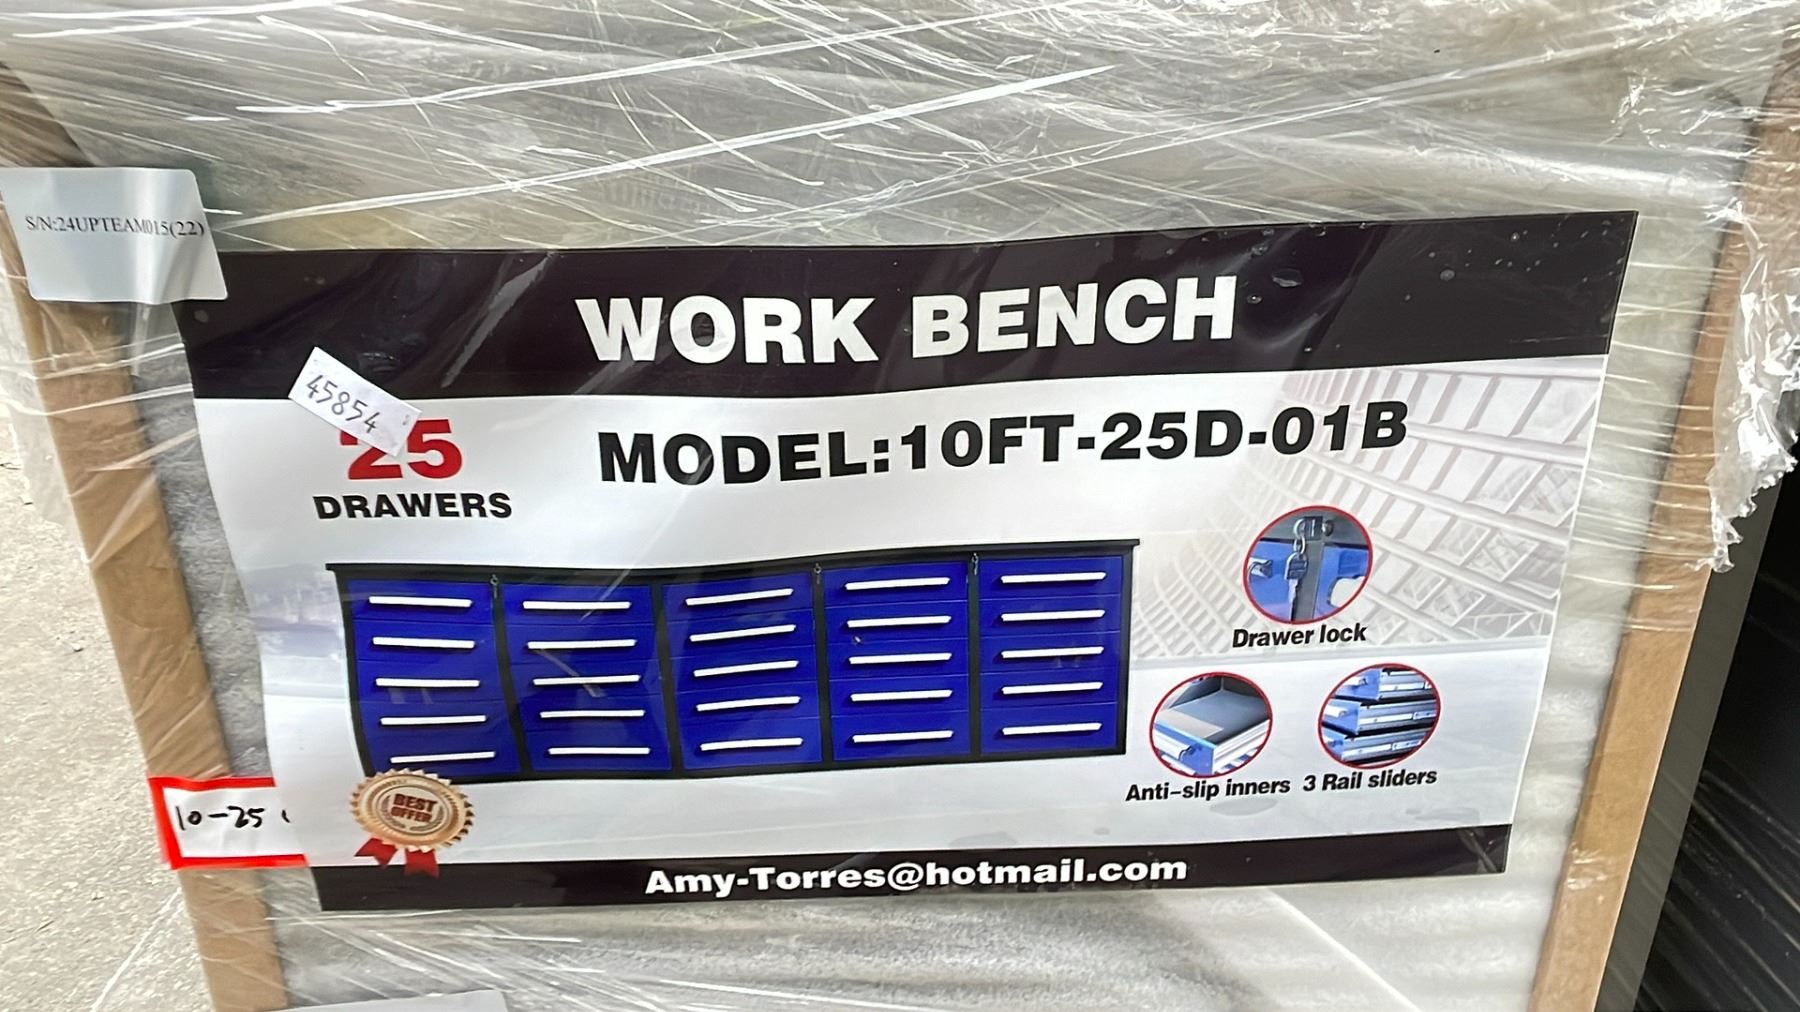 S/N:24UPTEAM015(22)
WORK BENCH
45854
25
DRAWERS
MODEL:10FT-25D-01B
Drawer lock
Anti-slip inners
3 Rail sliders
10-25
BEST
OFFER
Amy-Torres@hotmail.com